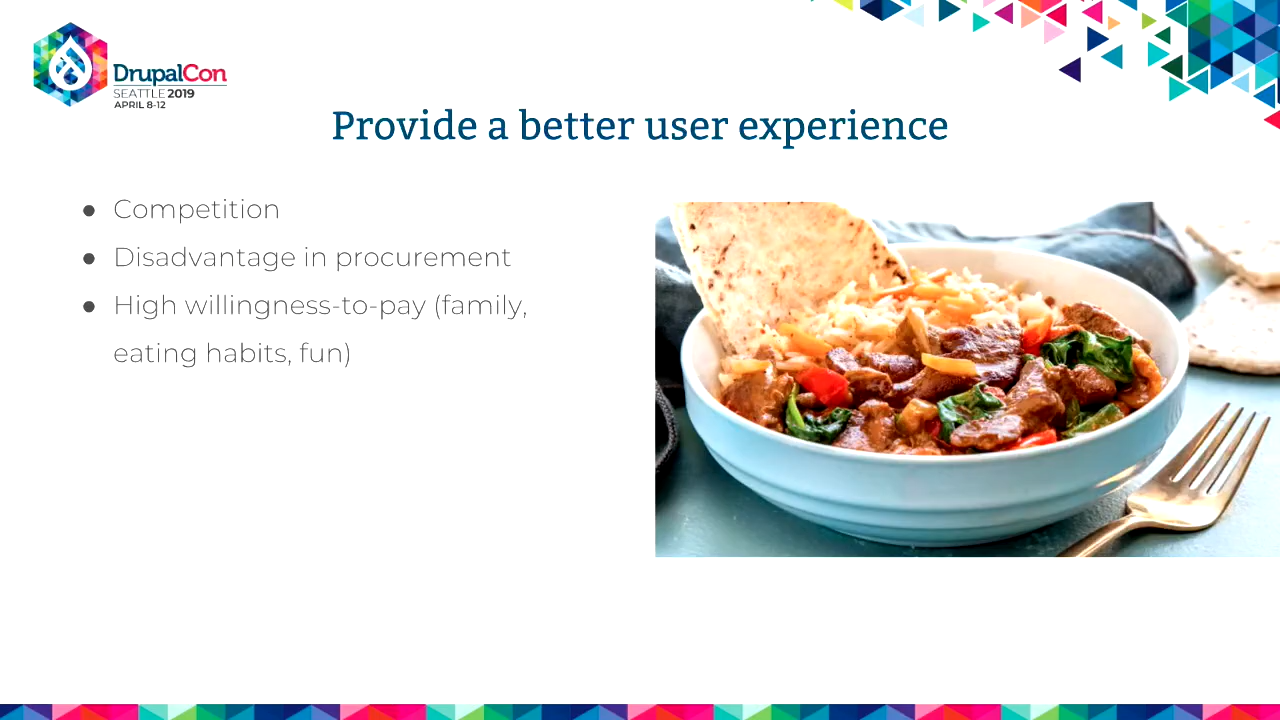 DrupalCon
SEATTLE 2019
APRIL 8-12
Provide a better user experience
● Competition
● Disadvantage in procurement
● High willingness-to-pay (family,
eating habits, fun)